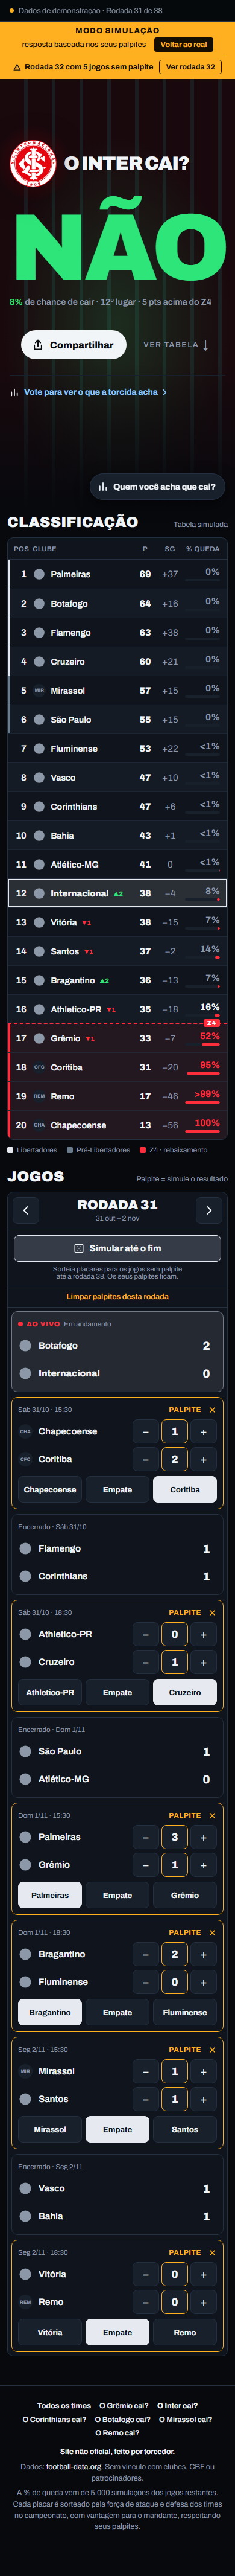 Dados de demonstração · Rodada 31 de 38
MODO SIMULAÇÃO
resposta baseada nos seus palpites Voltar ao real
Rodada 32 com 5 jogos sem palpite Ver rodada 32
O INTER CAI?
NÃO
8% de chance de cair · 12º lugar · 5 pts acima do Z4
Compartilhar VER TABELA ↓
Vote para ver o que a torcida acha >
Quem você acha que cai?
CLASSIFICAÇÃO Tabela simulada
POS CLUBE P SG % QUEDA
1 Palmeiras 69 +37 0%
2 Botafogo 64 +16 0%
3 Flamengo 63 +38 0%
4 Cruzeiro 60 +21 0%
5 MIR Mirassol 57 +15 0%
6 São Paulo 55 +15 0%
7 Fluminense 53 +22 <1%
8 Vasco 47 +10 <1%
9 Corinthians 47 +6 <1%
10 Bahia 43 +1 <1%
11 Atlético-MG 41 0 <1%
12 Internacional ▲2 38 −4 8%
13 Vitória ▼1 38 −15 7%
14 Santos ▼1 37 −2 14%
15 Bragantino ▲2 36 −13 7%
16 Athletico-PR ▼1 35 −18 16%
Z4
17 Grêmio ▼1 33 −7 52%
18 CFC Coritiba 31 −20 95%
19 REM Remo 17 −46 >99%
20 CHA Chapecoense 13 −56 100%
Libertadores Pré-Libertadores Z4 · rebaixamento
JOGOS Palpite = simule o resultado
RODADA 31
31 out – 2 nov
Simular até o fim
Sorteia placares para os jogos sem palpite
até a rodada 38. Os seus palpites ficam.
Limpar palpites desta rodada
AO VIVO Em andamento
Botafogo 2
Internacional 0
Sáb 31/10 · 15:30 PALPITE ×
CHA Chapecoense − 1 +
CFC Coritiba − 2 +
Chapecoense Empate Coritiba
Encerrado · Sáb 31/10
Flamengo 1
Corinthians 1
Sáb 31/10 · 18:30 PALPITE ×
Athletico-PR − 0 +
Cruzeiro − 1 +
Athletico-PR Empate Cruzeiro
Encerrado · Dom 1/11
São Paulo 1
Atlético-MG 0
Dom 1/11 · 15:30 PALPITE ×
Palmeiras − 3 +
Grêmio − 1 +
Palmeiras Empate Grêmio
Dom 1/11 · 18:30 PALPITE ×
Bragantino − 2 +
Fluminense − 0 +
Bragantino Empate Fluminense
Seg 2/11 · 15:30 PALPITE ×
MIR Mirassol − 1 +
Santos − 1 +
Mirassol Empate Santos
Encerrado · Seg 2/11
Vasco 1
Bahia 1
Seg 2/11 · 18:30 PALPITE ×
Vitória − 0 +
REM Remo − 0 +
Vitória Empate Remo
Todos os times O Grêmio cai? O Inter cai?
O Corinthians cai? O Botafogo cai? O Mirassol cai?
O Remo cai?
Site não oficial, feito por torcedor.
Dados: football-data.org. Sem vínculo com clubes, CBF ou
patrocinadores.
A % de queda vem de 5.000 simulações dos jogos restantes.
Cada placar é sorteado pela força de ataque e defesa dos times
no campeonato, com vantagem para o mandante, respeitando
seus palpites.